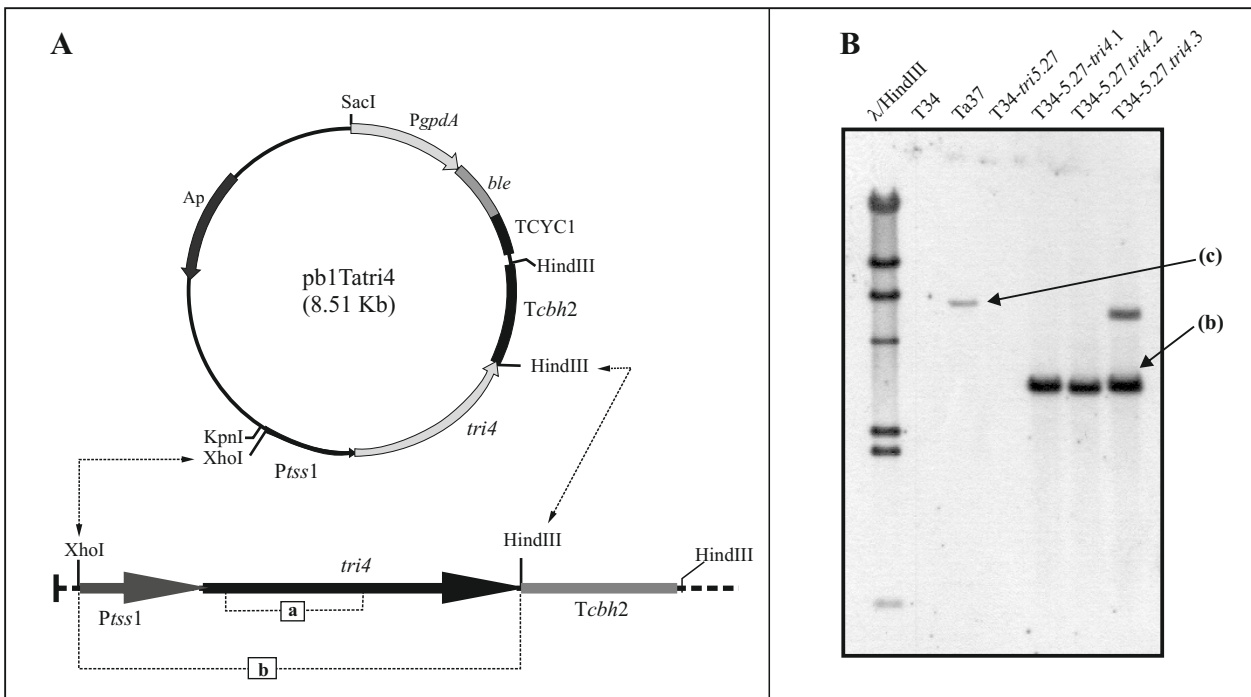 A
SacI
PgpdA
ble
TCYC1
HindIII
Tcbh2
HindIII
tri4
Ptss1
XhoI
KpnI
Ap
pb1Tatri4
(8.51 Kb)
XhoI
HindIII
HindIII
tri4
Ptss1
a
Tcbh2
b
B
λ/HindIII
T34
Ta37
T34-tri5.27
T34-5.27-tri4.1
T34-5.27.tri4.2
T34-5.27.tri4.3
(c)
(b)